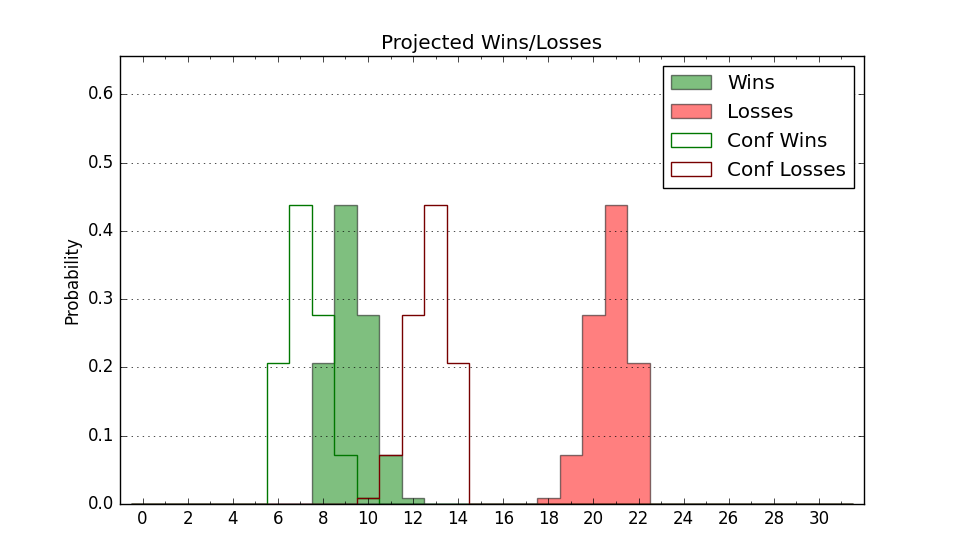 Projected Wins/Losses
Wins
Losses
Conf Wins
Conf Losses
Probability
0.6
0.5
0.4
0.3
0.2
0.1
0.0
0 2 4 6 8 10 12 14 16 18 20 22 24 26 28 30